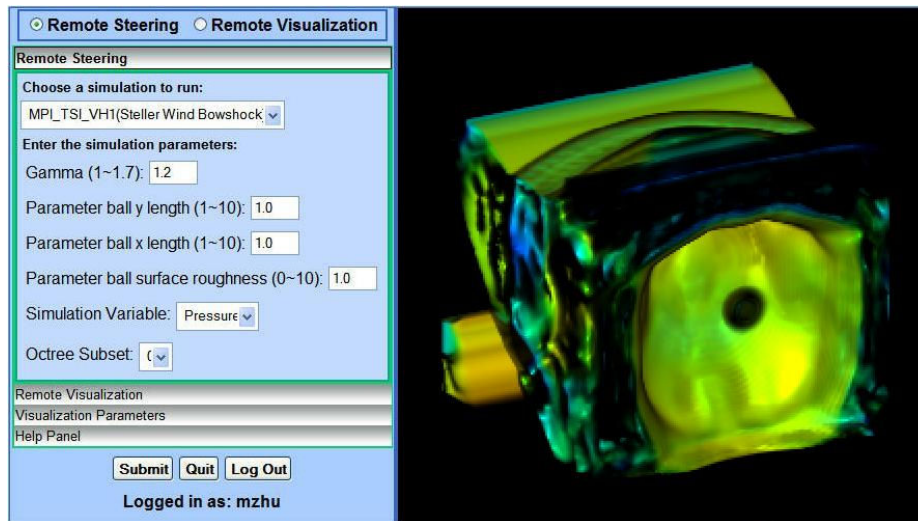 Remote Steering Remote Visualization
Remote Steering
Choose a simulation to run:
MPI_TSI_VH1(Steller Wind Bowshock)
Enter the simulation parameters:
Gamma (1~1.7): 1.2
Parameter ball y length (1~10): 1.0
Parameter ball x length (1~10): 1.0
Parameter ball surface roughness (0~10): 1.0
Simulation Variable: Pressure
Octree Subset:
Remote Visualization
Visualization Parameters
Help Panel
Submit Quit Log Out
Logged in as: mzhu